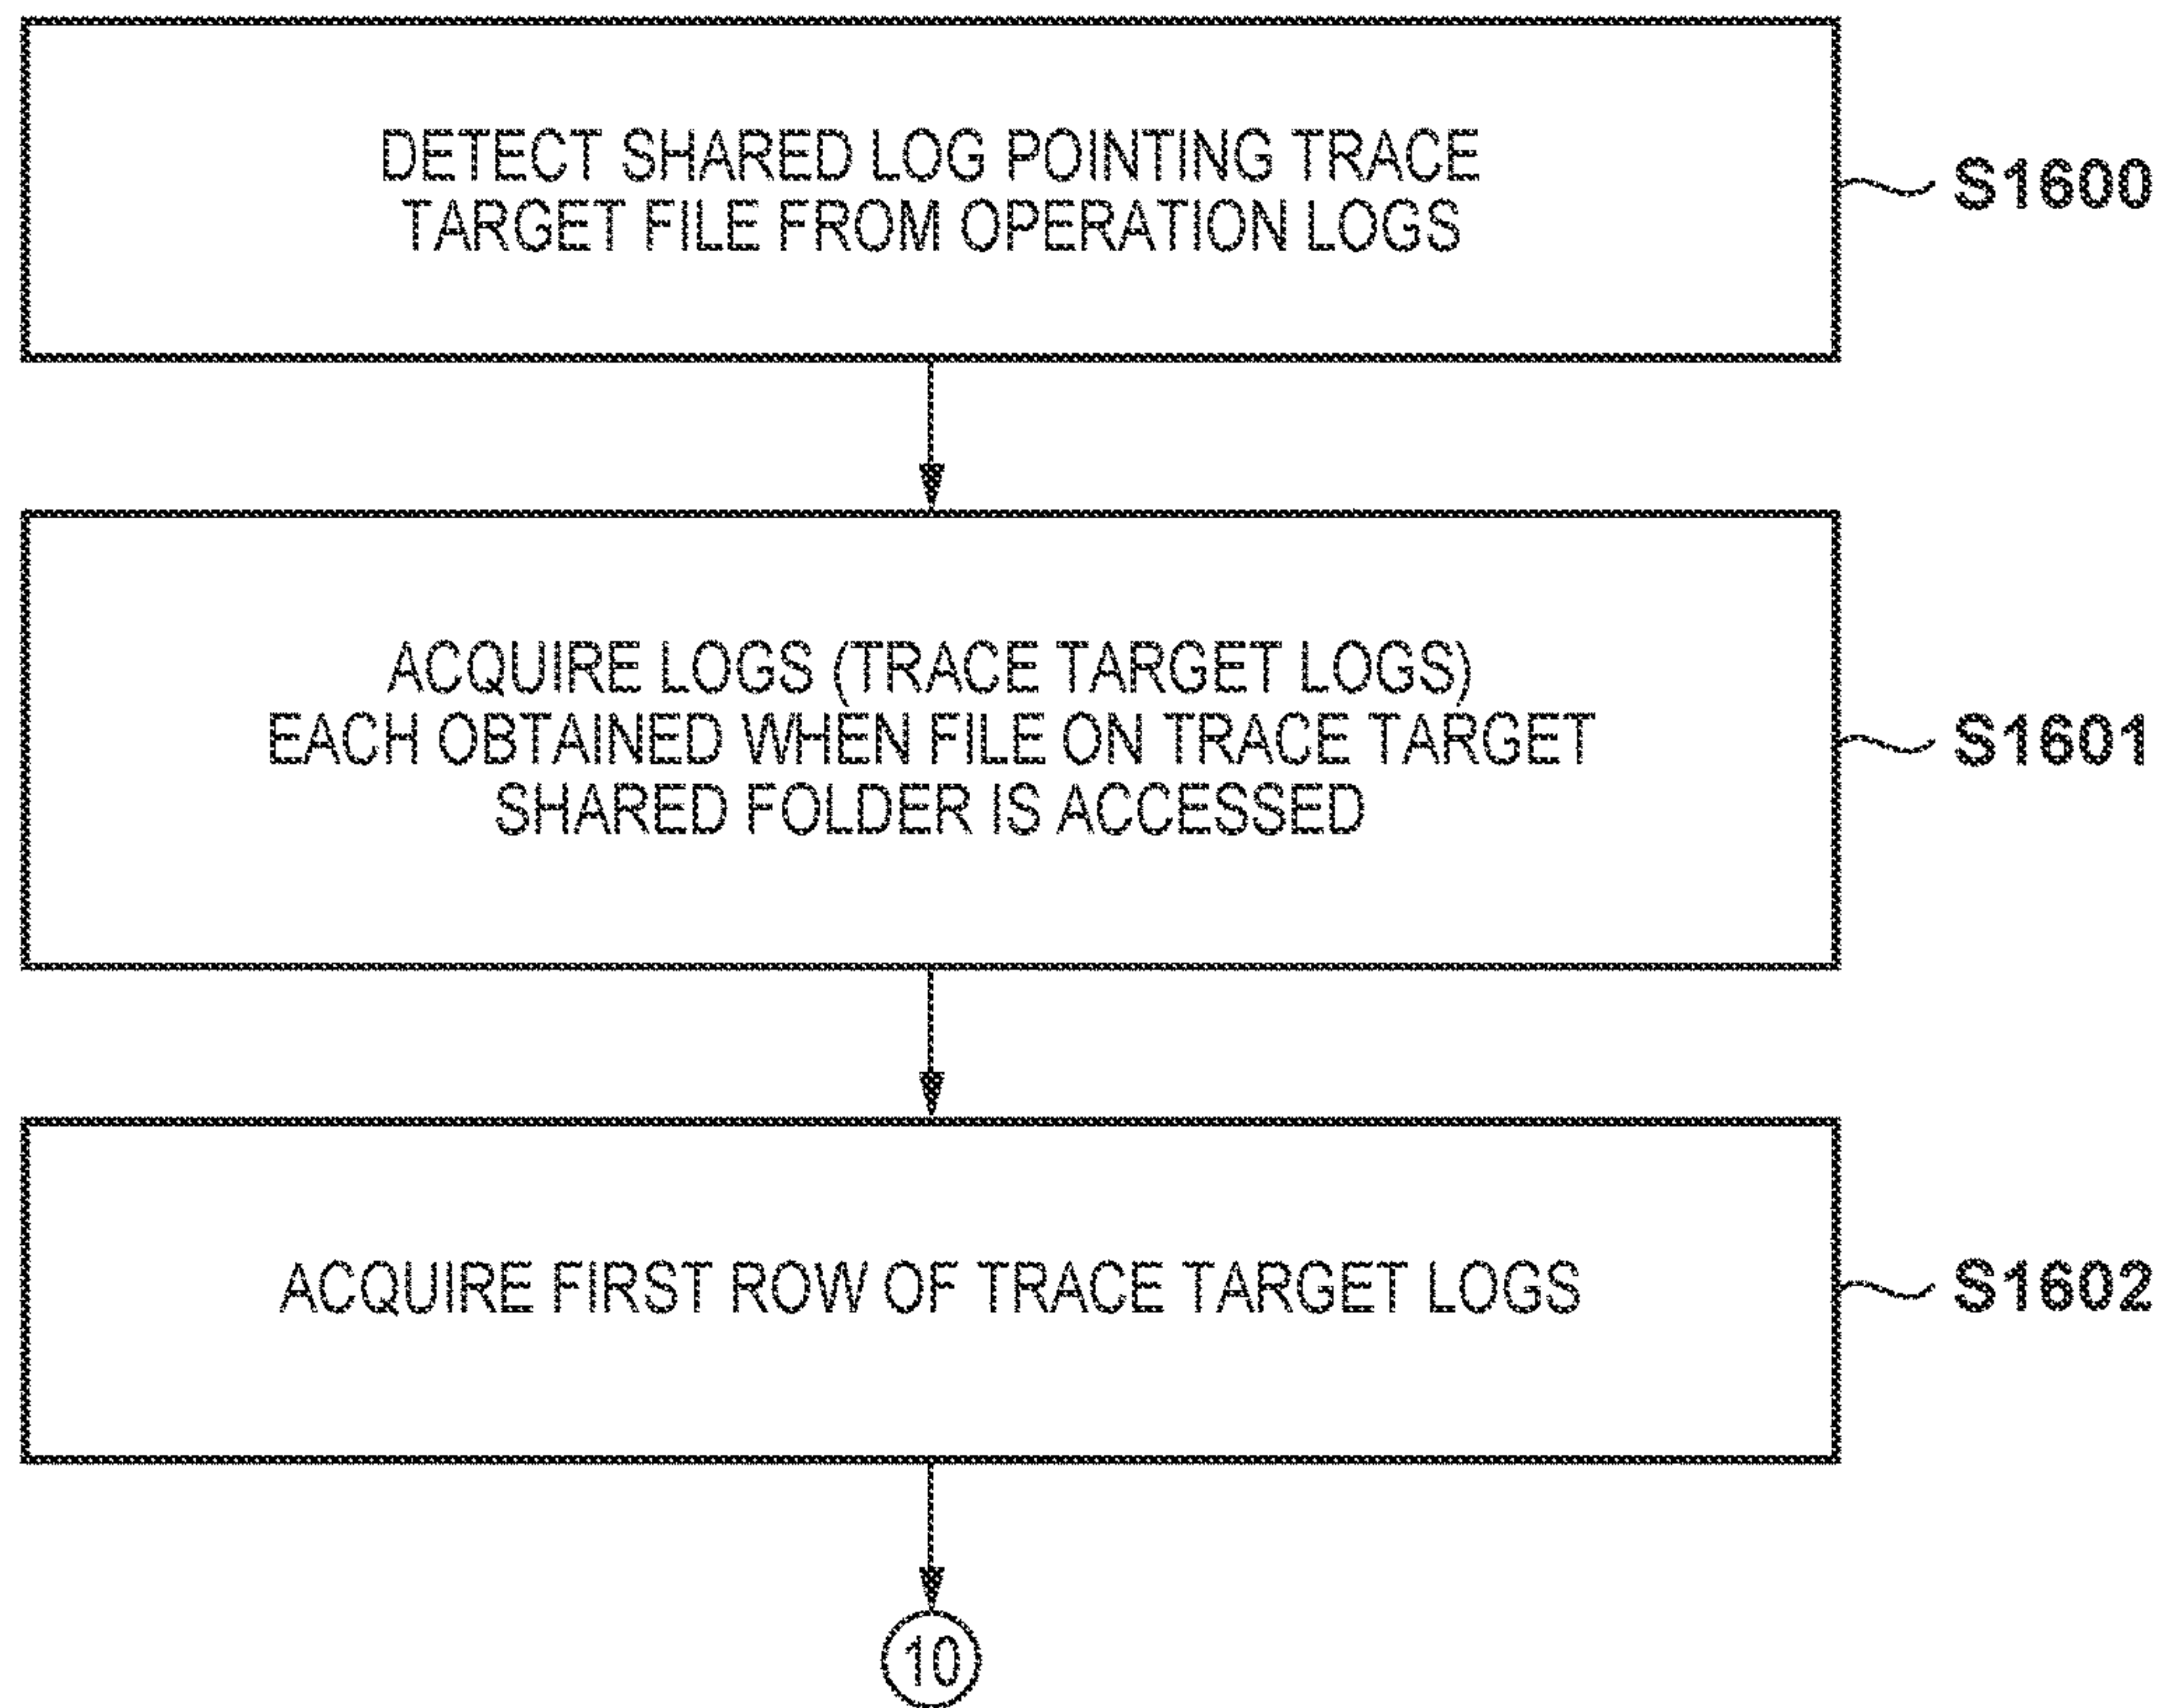 DETECT SHARED LOG POINTING TRACE
TARGET FILE FROM OPERATION LOGS
S1600
ACQUIRE LOGS (TRACE TARGET LOGS)
EACH OBTAINED WHEN FILE ON TRACE TARGET
SHARED FOLDER IS ACCESSED
S1601
ACQUIRE FIRST ROW OF TRACE TARGET LOGS
S1602
10